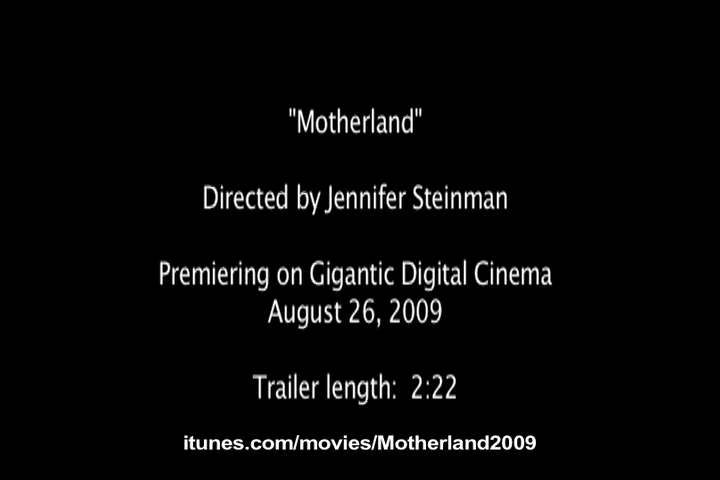 "Motherland"
Directed by Jennifer Steinman
Premiering on Gigantic Digital Cinema
August 26, 2009
Trailer length: 2:22
itunes.com/movies/Motherland2009